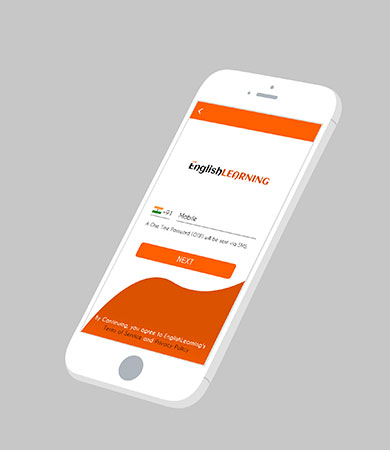 EnglishLEARNING
+91 Mobile
A One Time Password (OTP) will be sent via SMS
NEXT
By Continuing, you agree to EnglishLearning's
Terms of Service and Privacy Policy